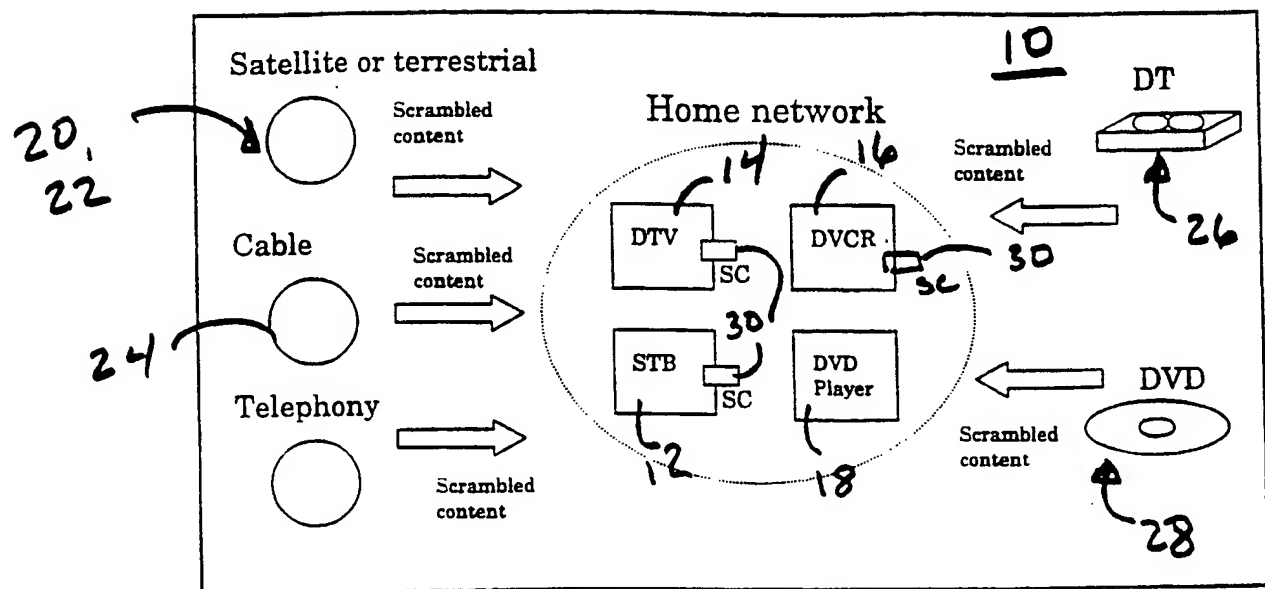 10
Satellite or terrestrial
DT
Scrambled
content
20,
22
Home network
14
16
Scrambled
content
26
DTV
SC
DVCR
SC
30
Cable
Scrambled
content
24
30
STB
SC
DVD
Player
DVD
Telephony
12
18
Scrambled
content
Scrambled
content
28